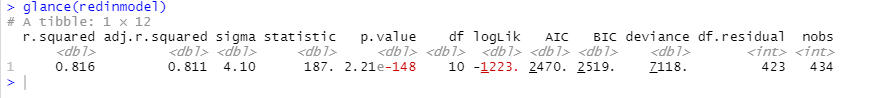 > glance(redinmodel)
# A tibble: 1 × 12
r.squared adj.r.squared sigma statistic p.value df logLik AIC BIC deviance df.residual nobs
<dbl> <dbl> <dbl> <dbl> <dbl> <dbl> <dbl> <dbl> <dbl> <dbl> <int> <int>
1 0.816 0.811 4.10 187. 2.21e-148 10 -1223. 2470. 2519. 7118. 423 434
>